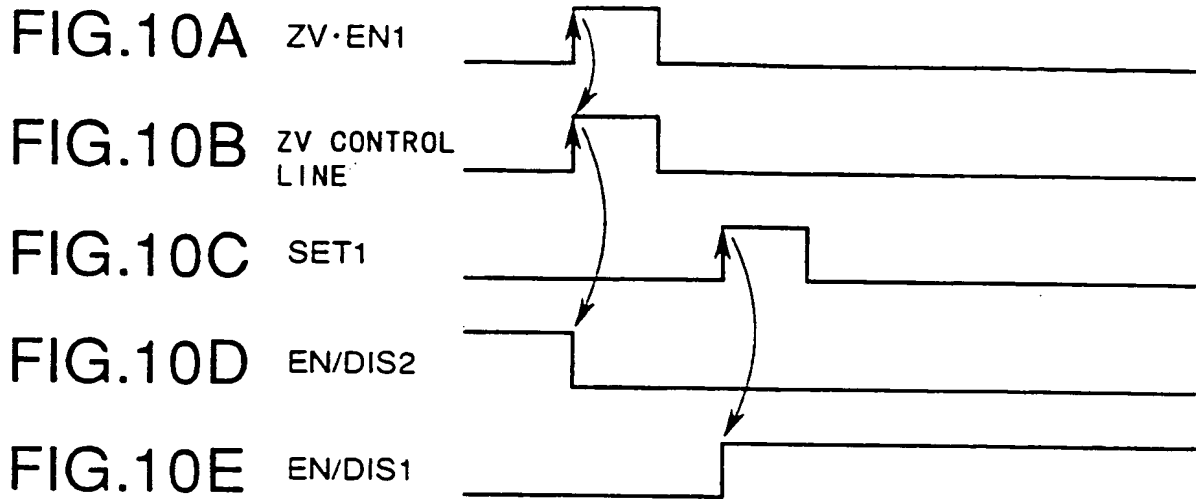 FIG.10A ZV·EN1
FIG.10B ZV CONTROL
LINE
FIG.10C SET1
FIG.10D EN/DIS2
FIG.10E EN/DIS1